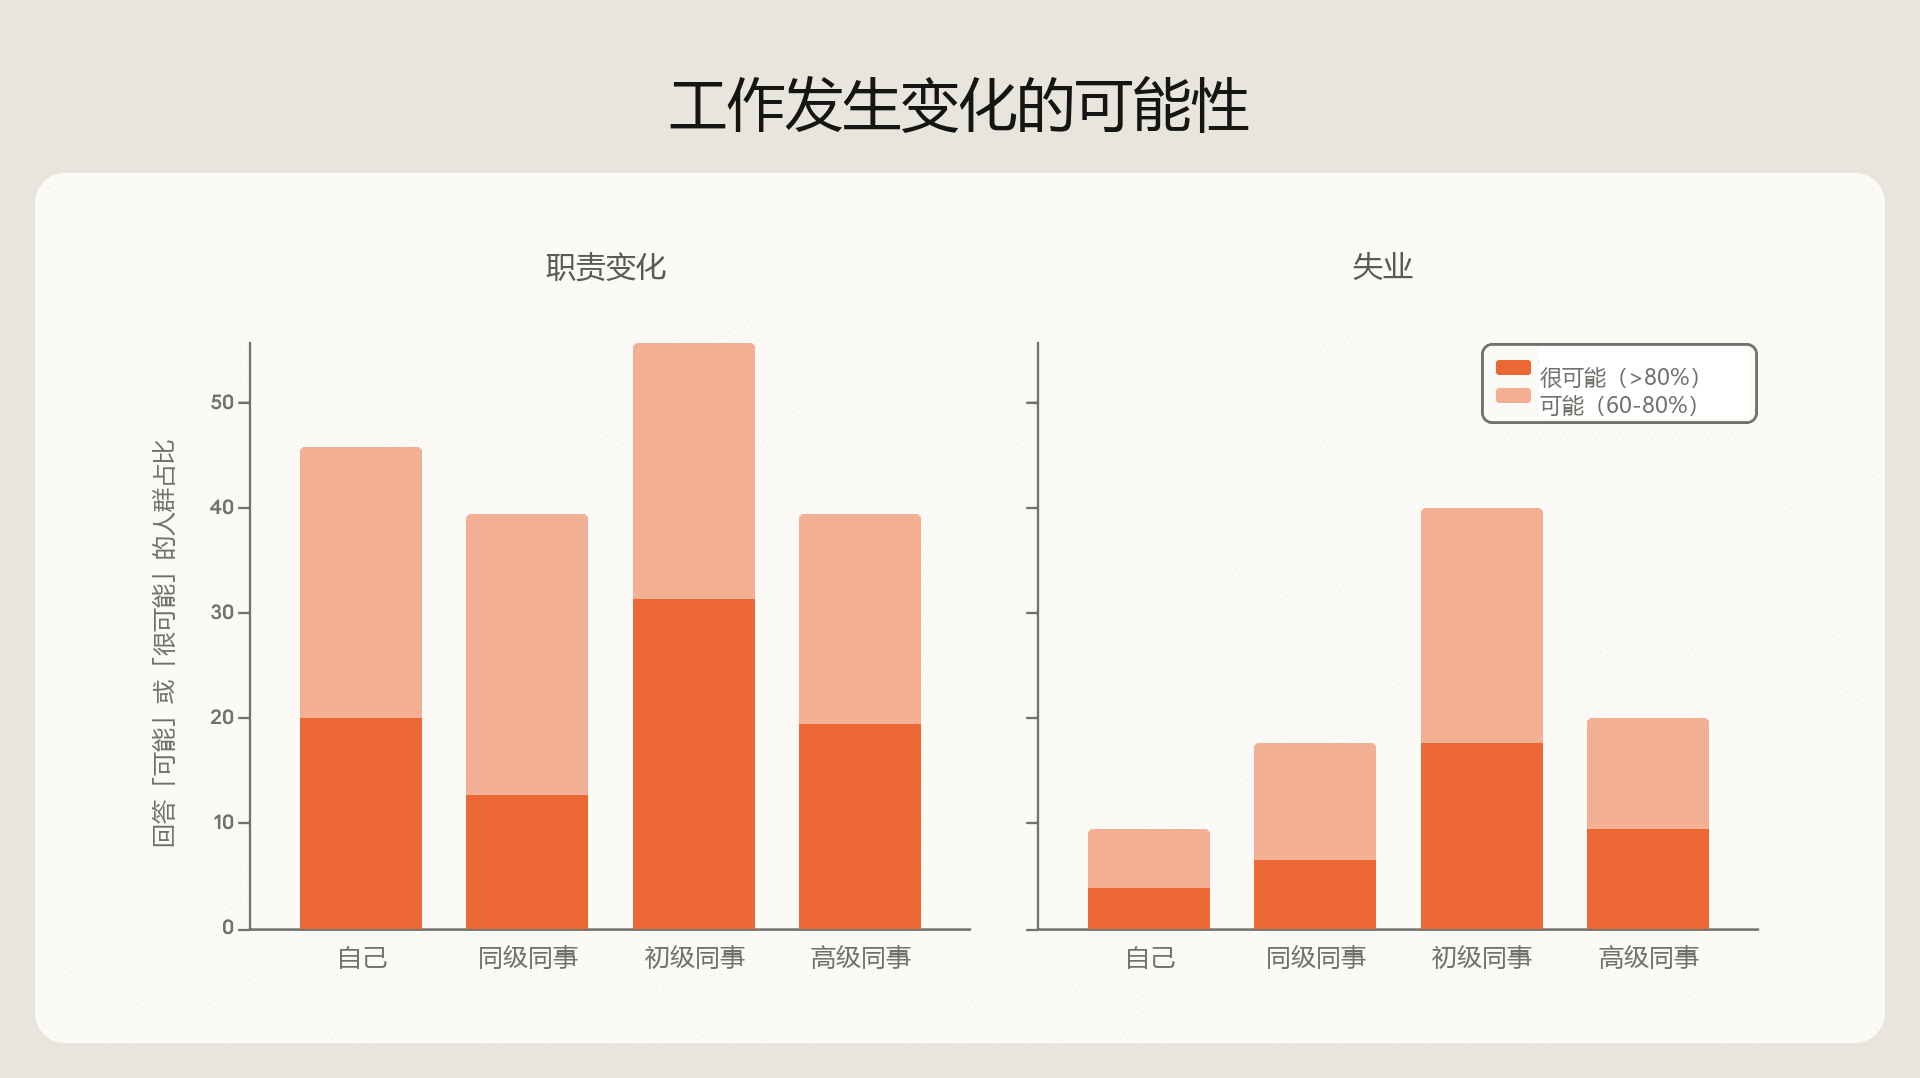 工作发生变化的可能性
职责变化
失业
很可能（>80%）
可能（60-80%）
回答「可能」或「很可能」的人群占比
50
40
30
20
10
0
自己
同级同事
初级同事
高级同事
自己
同级同事
初级同事
高级同事